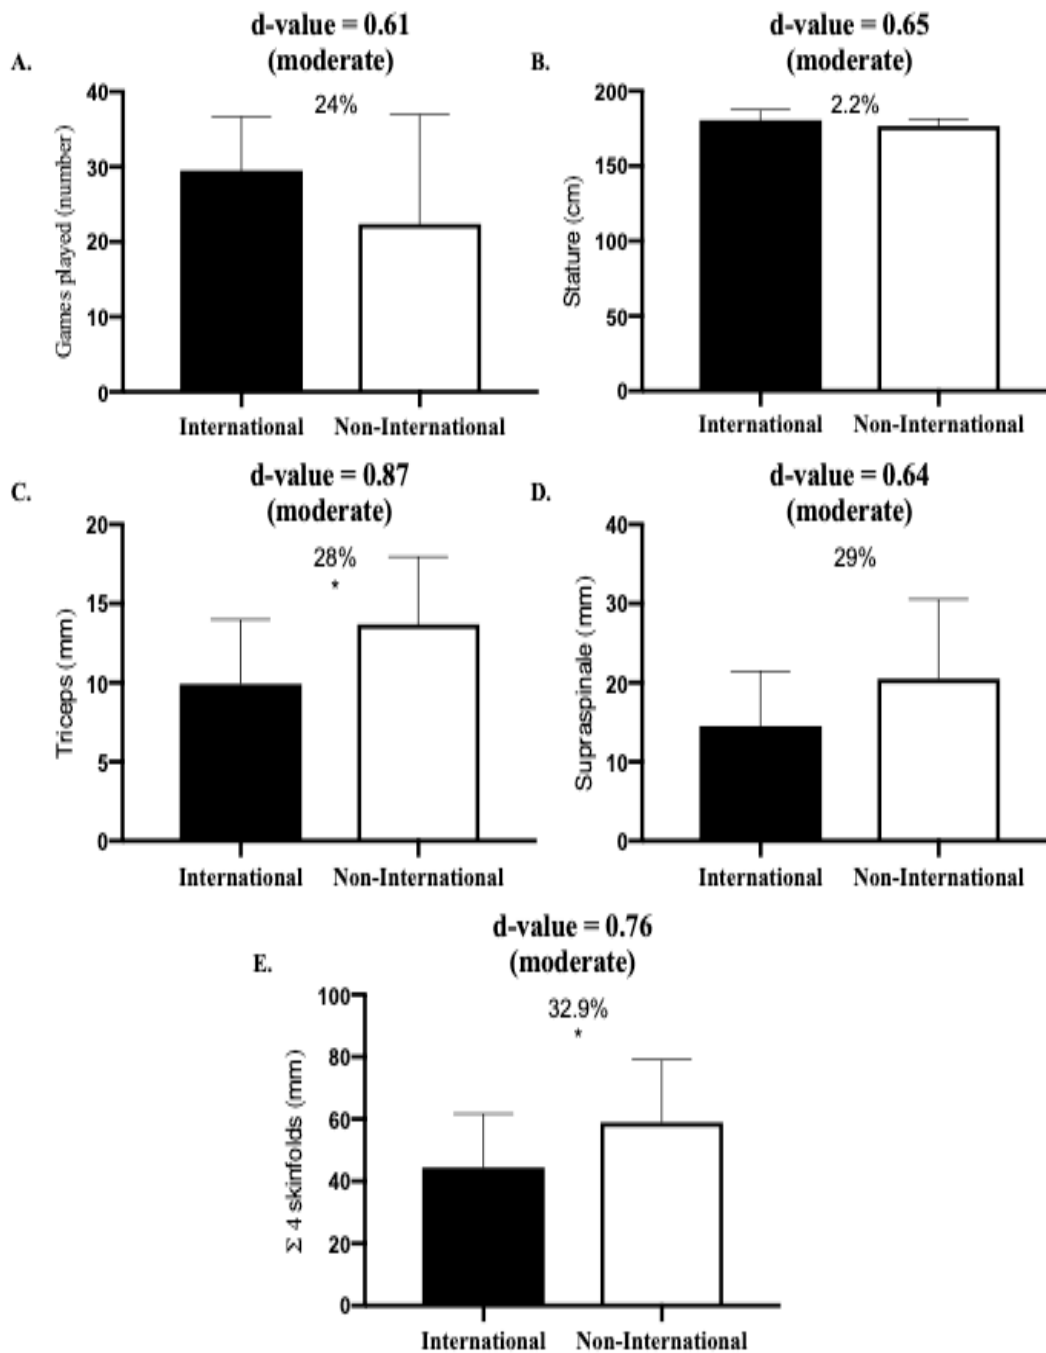 d-value = 0.61
(moderate)
A.
24%
Games played (number)
40
30
20
10
0
International Non-International
d-value = 0.65
(moderate)
B.
2.2%
Stature (cm)
200
150
100
50
0
International Non-International
d-value = 0.87
(moderate)
C.
28%
*
Triceps (mm)
20
15
10
5
0
International Non-International
d-value = 0.64
(moderate)
D.
29%
Supraspinale (mm)
40
30
20
10
0
International Non-International
d-value = 0.76
(moderate)
E.
32.9%
*
Σ 4 skinfolds (mm)
100
80
60
40
20
0
International Non-International